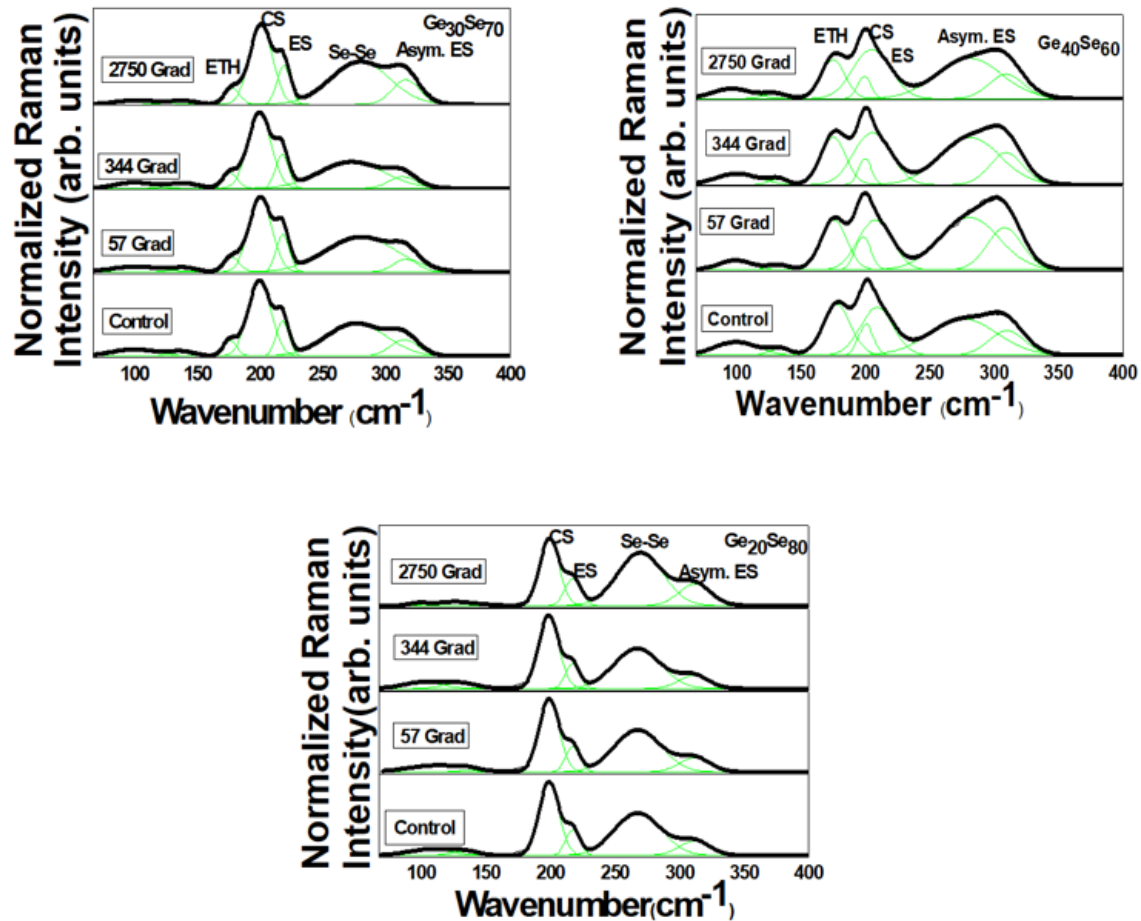 Normalized Raman
Intensity (arb. units)
Ge30Se70
CS
ES
ETH
Se-Se
Asym. ES
2750 Grad
344 Grad
57 Grad
Control
100 150 200 250 300 350 400
Wavenumber (cm-1)
Normalized Raman
Intensity (arb. units)
Ge40Se60
ETH
CS
ES
Asym. ES
2750 Grad
344 Grad
57 Grad
Control
100 150 200 250 300 350 400
Wavenumber (cm-1)
Normalized Raman
Intensity(arb. units)
Ge20Se80
CS
ES
Se-Se
Asym. ES
2750 Grad
344 Grad
57 Grad
Control
100 150 200 250 300 350 400
Wavenumber(cm-1)